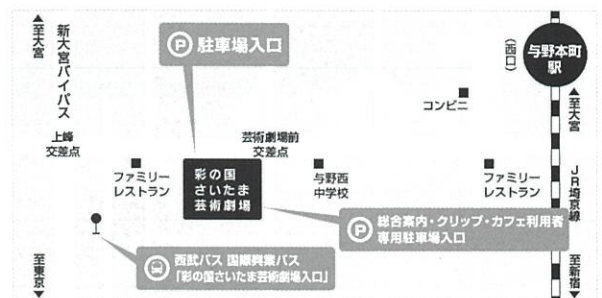 ▲至大宮
新大宮バイパス
P 駐車場入口
(西口)
与野本町
駅
▲至大宮
コンビニ
上峰
交差点
芸術劇場前
交差点
ファミリー
レストラン
彩の国
さいたま
芸術劇場
与野西
中学校
ファミリー
レストラン
JR埼京線
P 総合案内・クリップ・カフェ利用者
専用駐車場入口
西武バス 国際興業バス
「彩の国さいたま芸術劇場入口」
至東京▼
至新宿▼